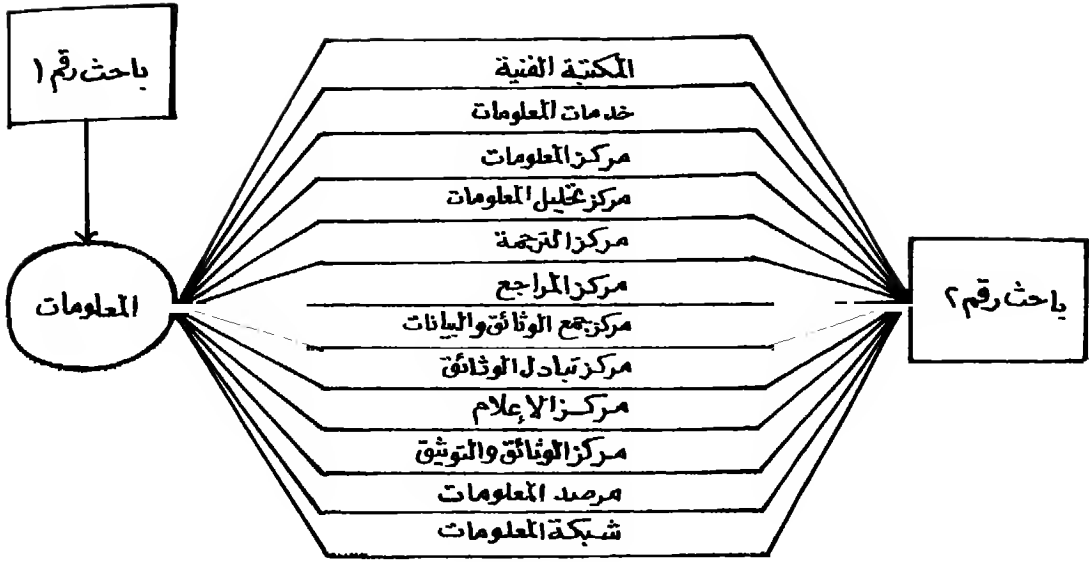 باحث رقم ١
المكتبة الفنية
خدمات المعلومات
مركز المعلومات
مركز تحليل المعلومات
مركز الترجمة
مركز المراجع
مركز جمع الوثائق والبيانات
مركز تبادل الوثائق
مركز الإعلام
مركز الوثائق والتوثيق
مرصد المعلومات
شبكة المعلومات
المعلومات
باحث رقم ٢